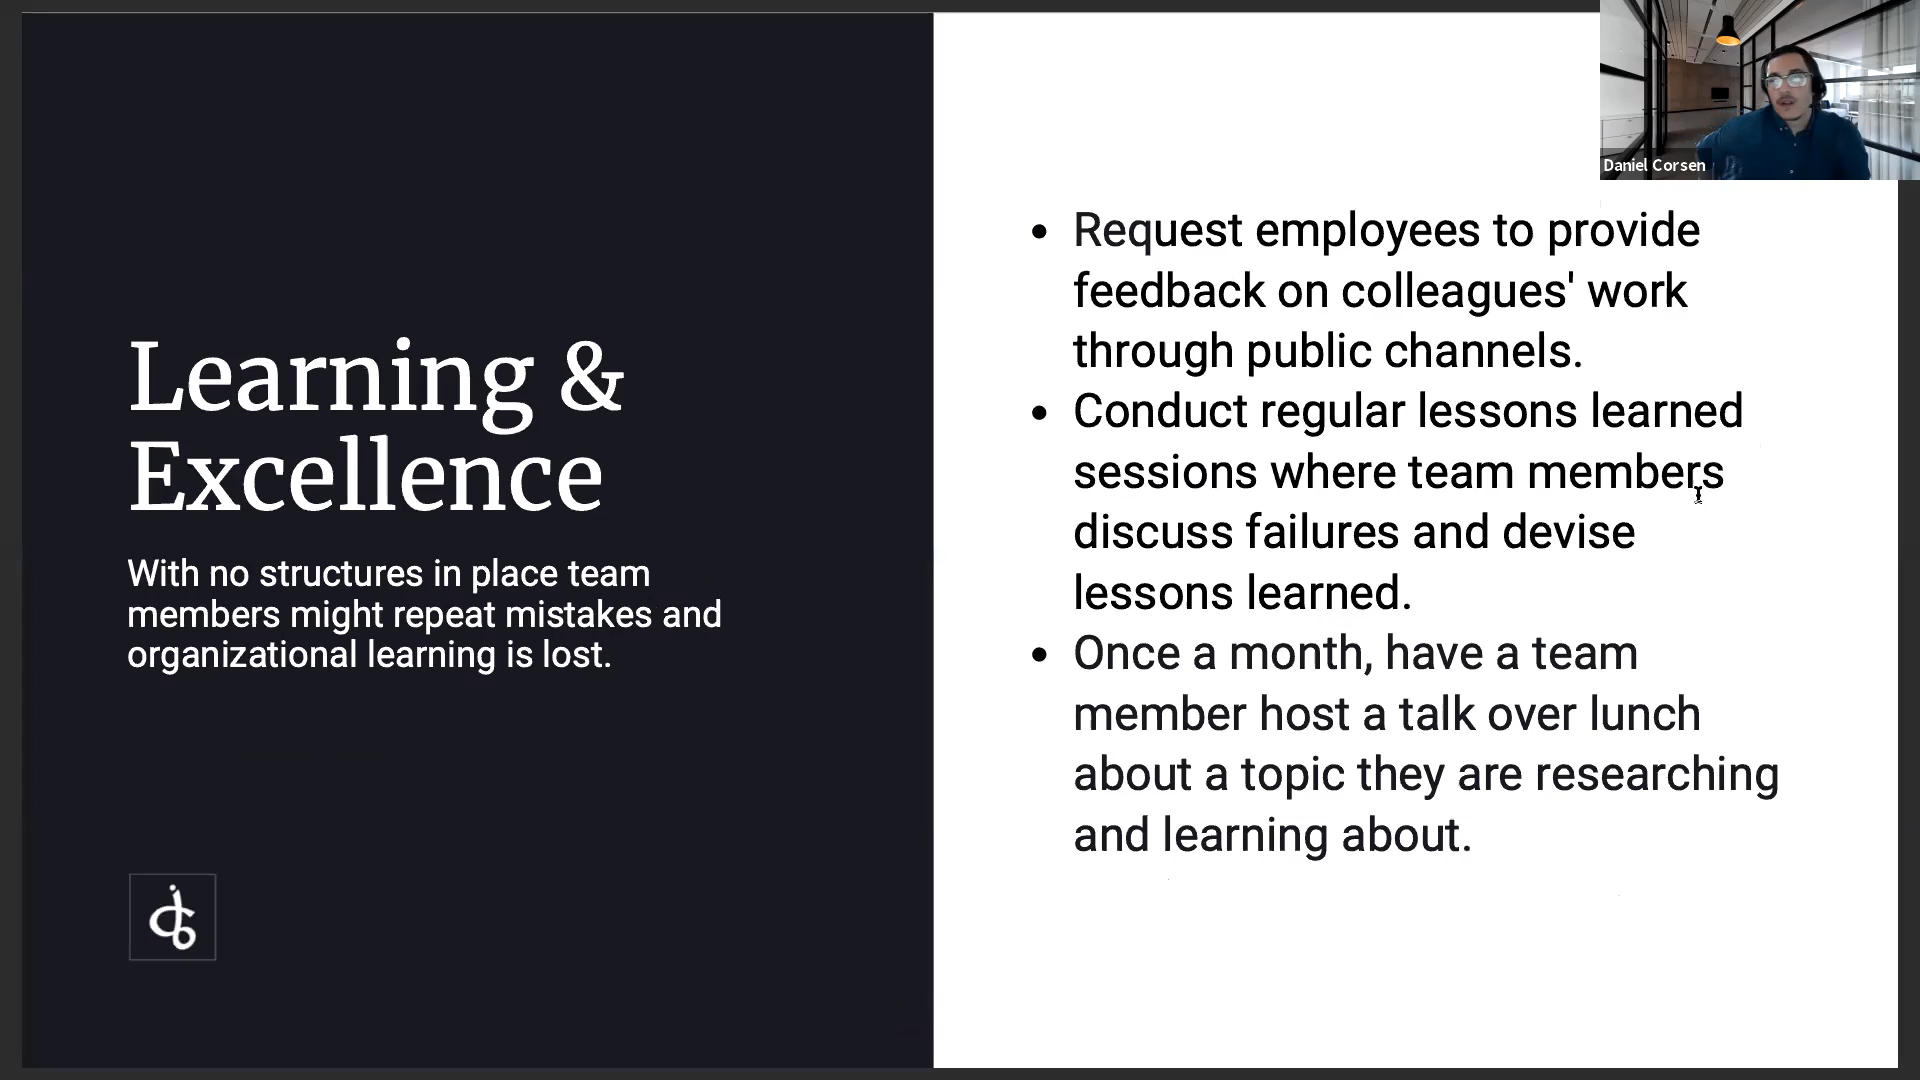 Daniel Corsen
Learning &
Excellence
With no structures in place team
members might repeat mistakes and
organizational learning is lost.
• Request employees to provide
feedback on colleagues' work
through public channels.
• Conduct regular lessons learned
sessions where team members
discuss failures and devise
lessons learned.
• Once a month, have a team
member host a talk over lunch
about a topic they are researching
and learning about.